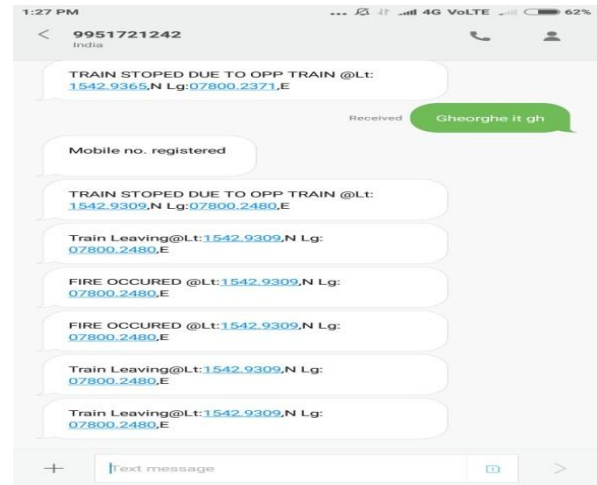 1:27 PM ... 4G VoLTE 62%
9951721242
India
TRAIN STOPED DUE TO OPP TRAIN @Lt:
1542.9365,N Lg:07800.2371,E
Received Gheorghe it gh
Mobile no. registered
TRAIN STOPED DUE TO OPP TRAIN @Lt:
1542.9309,N Lg:07800.2480,E
Train Leaving@Lt:1542.9309,N Lg:
07800.2480,E
FIRE OCCURED @Lt:1542.9309,N Lg:
07800.2480,E
FIRE OCCURED @Lt:1542.9309,N Lg:
07800.2480,E
Train Leaving@Lt:1542.9309,N Lg:
07800.2480,E
Train Leaving@Lt:1542.9309,N Lg:
07800.2480,E
Text message